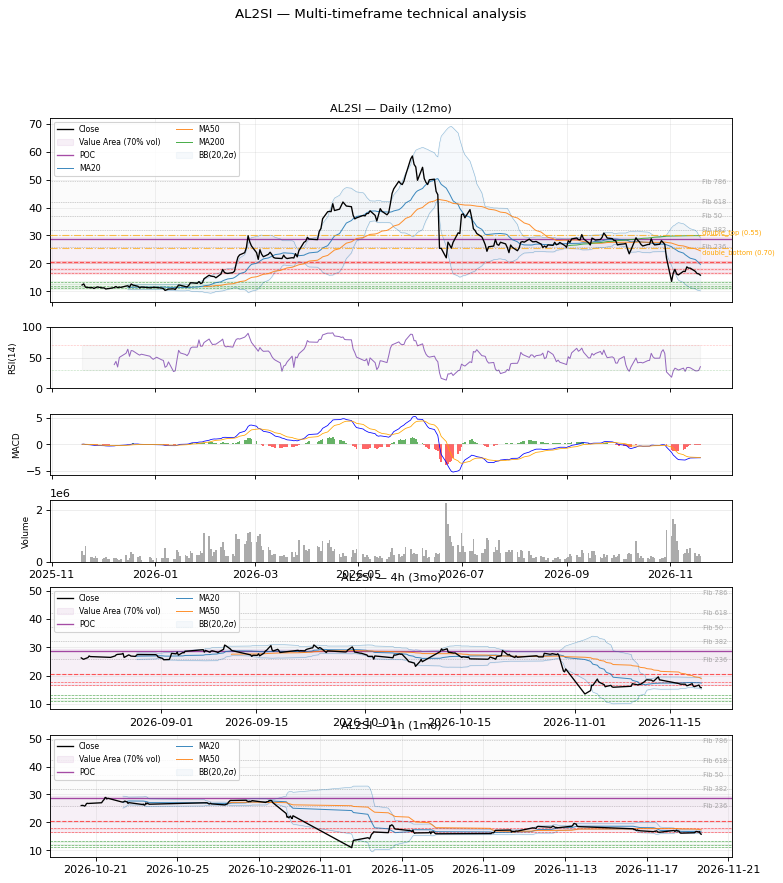 AL2SI — Multi-timeframe technical analysis
AL2SI — Daily (12mo)
Close
Value Area (70% vol)
POC
MA20
MA50
MA200
BB(20,2σ)
70
60
50
40
30
20
10
Fib 786
Fib 618
Fib 50
Fib 382
double_top (0.55)
Fib 236
double_bottom (0.70)
RSI(14)
100
50
0
MACD
5
0
−5
1e6
Volume
2
0
2025-11 2026-01 2026-03 2026-05 2026-07 2026-09 2026-11
AL2SI — 4h (3mo)
Close
Value Area (70% vol)
POC
MA20
MA50
BB(20,2σ)
50
40
30
20
10
Fib 786
Fib 618
Fib 50
Fib 382
Fib 236
2026-09-01 2026-09-15 2026-10-01 2026-10-15 2026-11-01 2026-11-15
AL2SI — 1h (1mo)
Close
Value Area (70% vol)
POC
MA20
MA50
BB(20,2σ)
50
40
30
20
10
Fib 786
Fib 618
Fib 50
Fib 382
Fib 236
2026-10-21 2026-10-25 2026-10-29 2026-11-01 2026-11-05 2026-11-09 2026-11-13 2026-11-17 2026-11-21